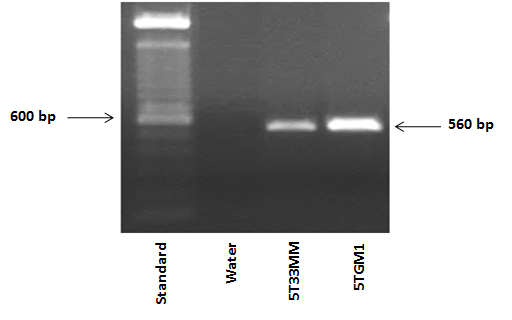 600 bp
560 bp
Standard
Water
5T33MM
5TGM1